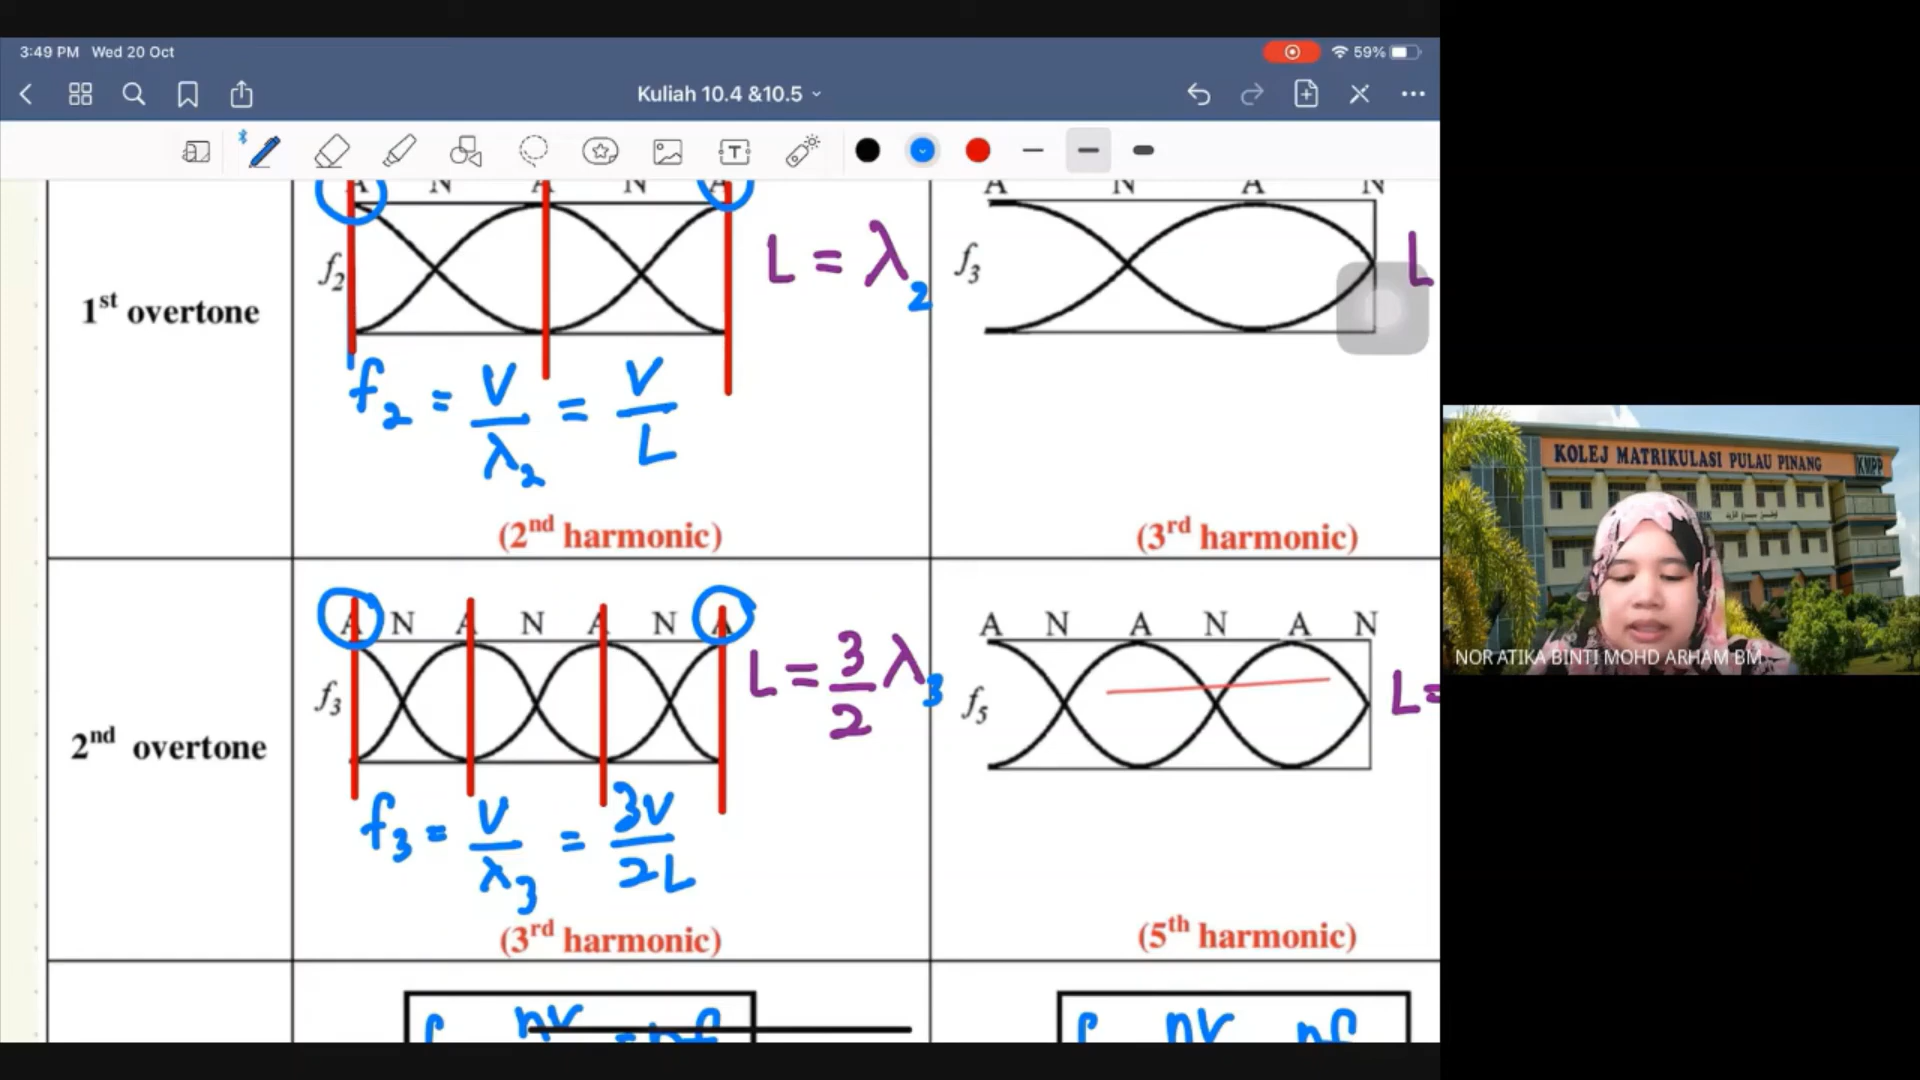 3:49 PM Wed 20 Oct
59%
Kuliah 10.4 &10.5
T
A N A N A
A N A N
f₂
L = λ₂
f₃
L
1st overtone
f₂ = V/λ₂ = V/L
(2nd harmonic)
(3rd harmonic)
A N A N A N A
A N A N A N
f₃
L = 3/2 λ₃
f₅
L =
2nd overtone
f₃ = V/λ₃ = 3V/2L
(3rd harmonic)
(5th harmonic)
KOLEJ MATRIKULASI PULAU PINANG
KMPP
NOR ATIKA BINTI MOHD ARHAM BM